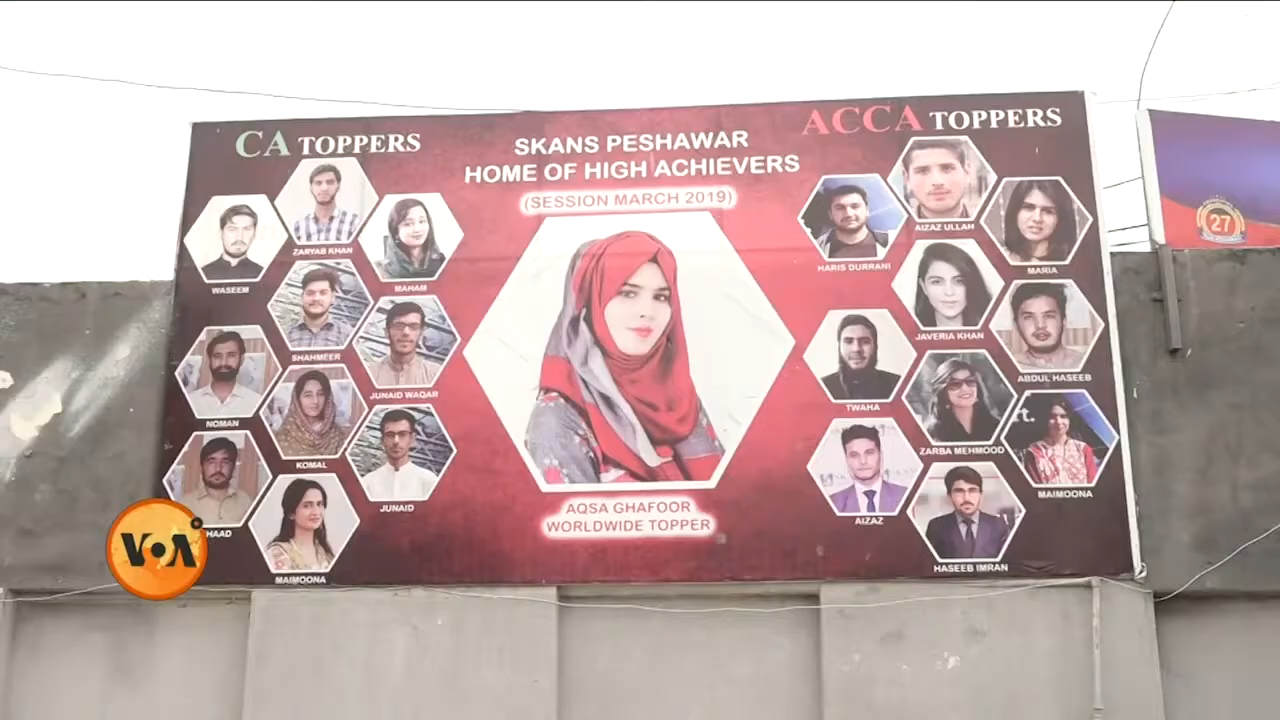 CA TOPPERS
ZARYAB KHAN
WASEEM
MAHAM
SHAHMEER
JUNAID WAQAR
NOMAN
KOMAL
JUNAID
HAAD
MAIMOONA
SKANS PESHAWAR
HOME OF HIGH ACHIEVERS
(SESSION MARCH 2019)
AQSA GHAFOOR
WORLDWIDE TOPPER
ACCA TOPPERS
AIZAZ ULLAH
HARIS DURRANI
MARIA
JAVERIA KHAN
ABDUL HASEEB
TWAHA
ZARBA MEHMOOD
MAIMOONA
AIZAZ
HASEEB IMRAN
t.
27
VOA